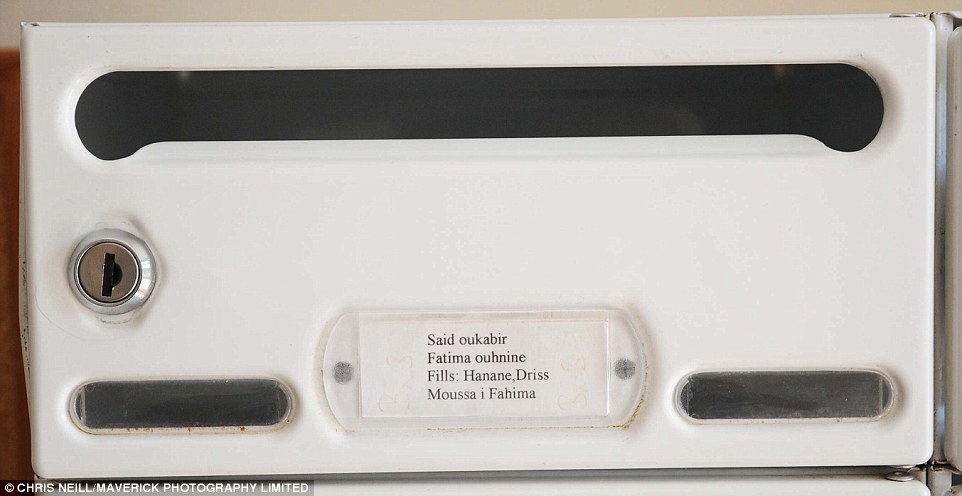 Said oukabir
Fatima ouhnine
Fills: Hanane,Driss
Moussa i Fahima
© CHRIS NEILL/MAVERICK PHOTOGRAPHY LIMITED